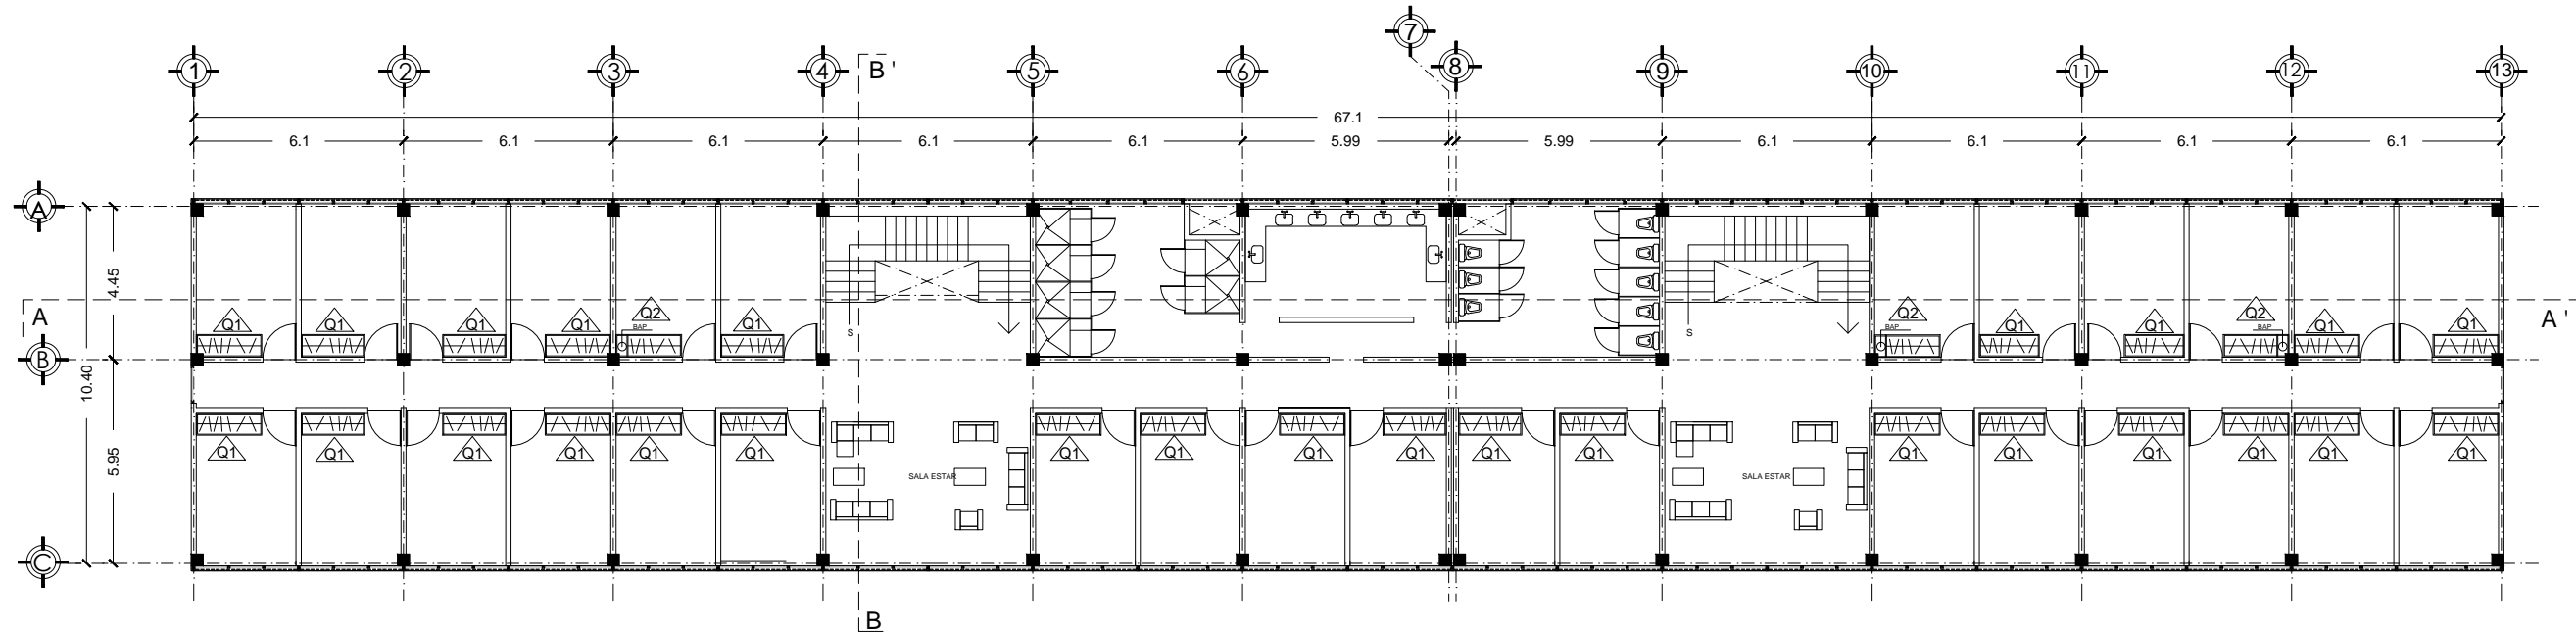 7
1 2 3 4 B ' 5 6 8 9 10 11 12 13
67.1
6.1 6.1 6.1 6.1 6.1 5.99 5.99 6.1 6.1 6.1 6.1
A
4.45
Q2 Q2 Q2
A Q1 Q1 Q1 Q1 Q1 Q1 Q1 Q1 Q1 A '
BAP BAP BAP
S S
B
10.40
Q1 Q1 Q1 Q1 Q1 Q1 Q1 Q1 Q1 Q1 Q1 Q1 Q1 Q1 Q1 Q1 Q1 Q1
5.95
SALA ESTAR SALA ESTAR
C
B